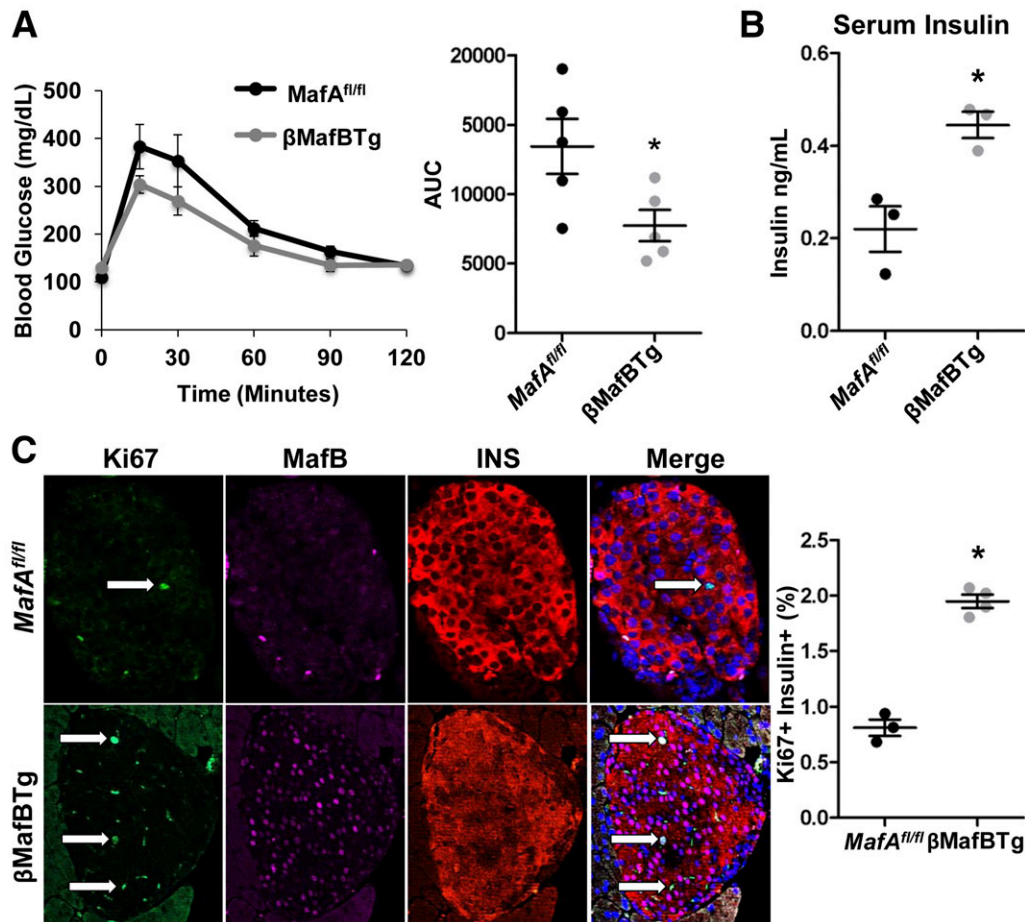 A
Blood Glucose (mg/dL)
500
400
300
200
100
0
0
30
60
90
120
Time (Minutes)
MafA^fl/fl
βMafBTg
AUC
20000
5000
10000
5000
0
*
MafA^fl/fl
βMafBTg
B
Serum Insulin
Insulin ng/mL
0.6
0.4
0.2
0.0
*
MafA^fl/fl
βMafBTg
C
Ki67
MafB
INS
Merge
MafA^fl/fl
βMafBTg
Ki67+ Insulin+ (%)
2.5
2.0
1.5
1.0
0.5
0.0
*
MafA^fl/fl
βMafBTg